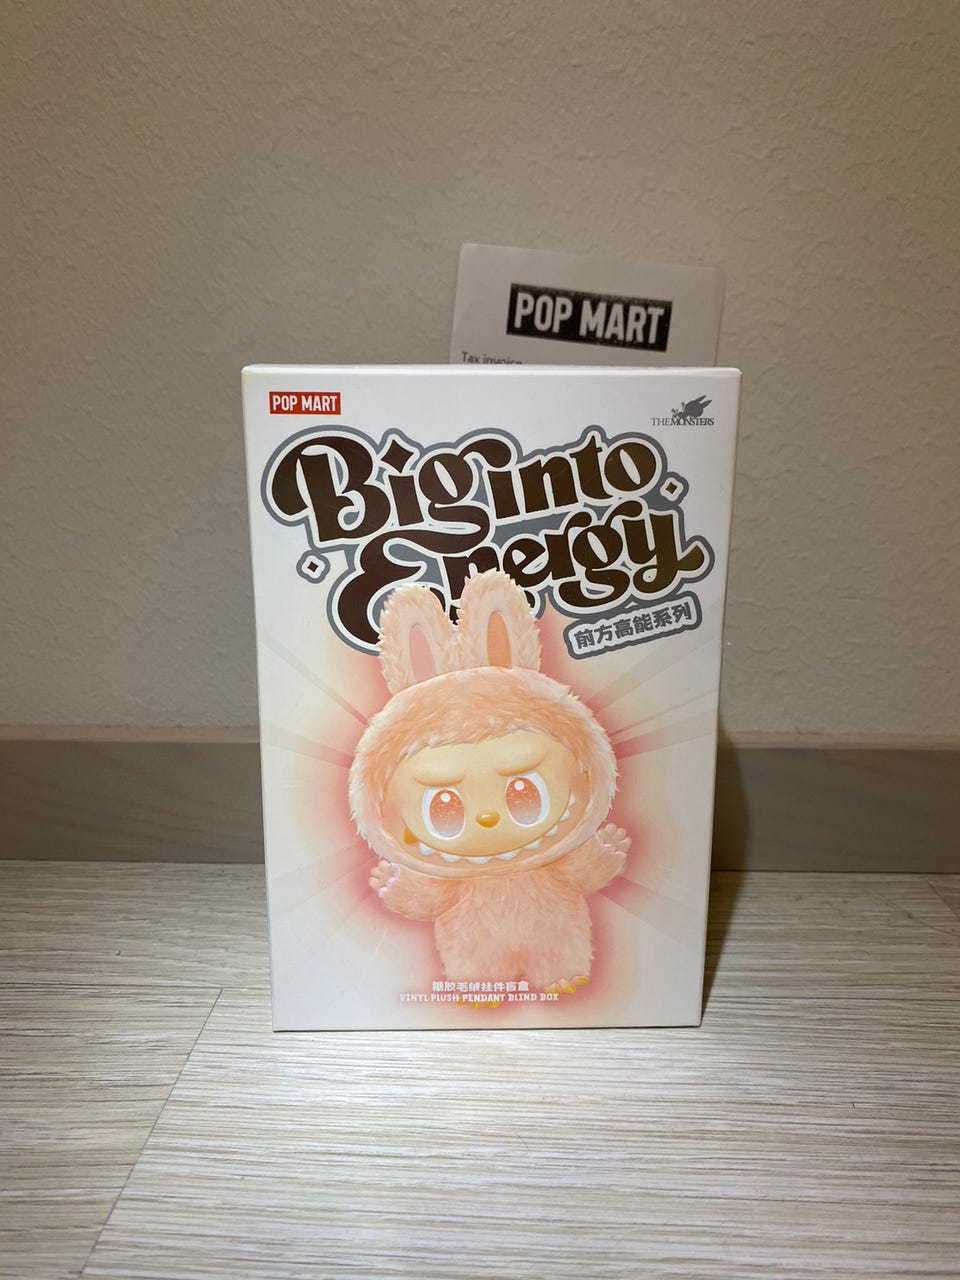 POP MART
Tax invoice
POP MART
THE MONSTERS
Big into
Energy
前方高能系列
搪胶毛绒挂件盲盒
VINYL PLUSH PENDANT BLIND BOX